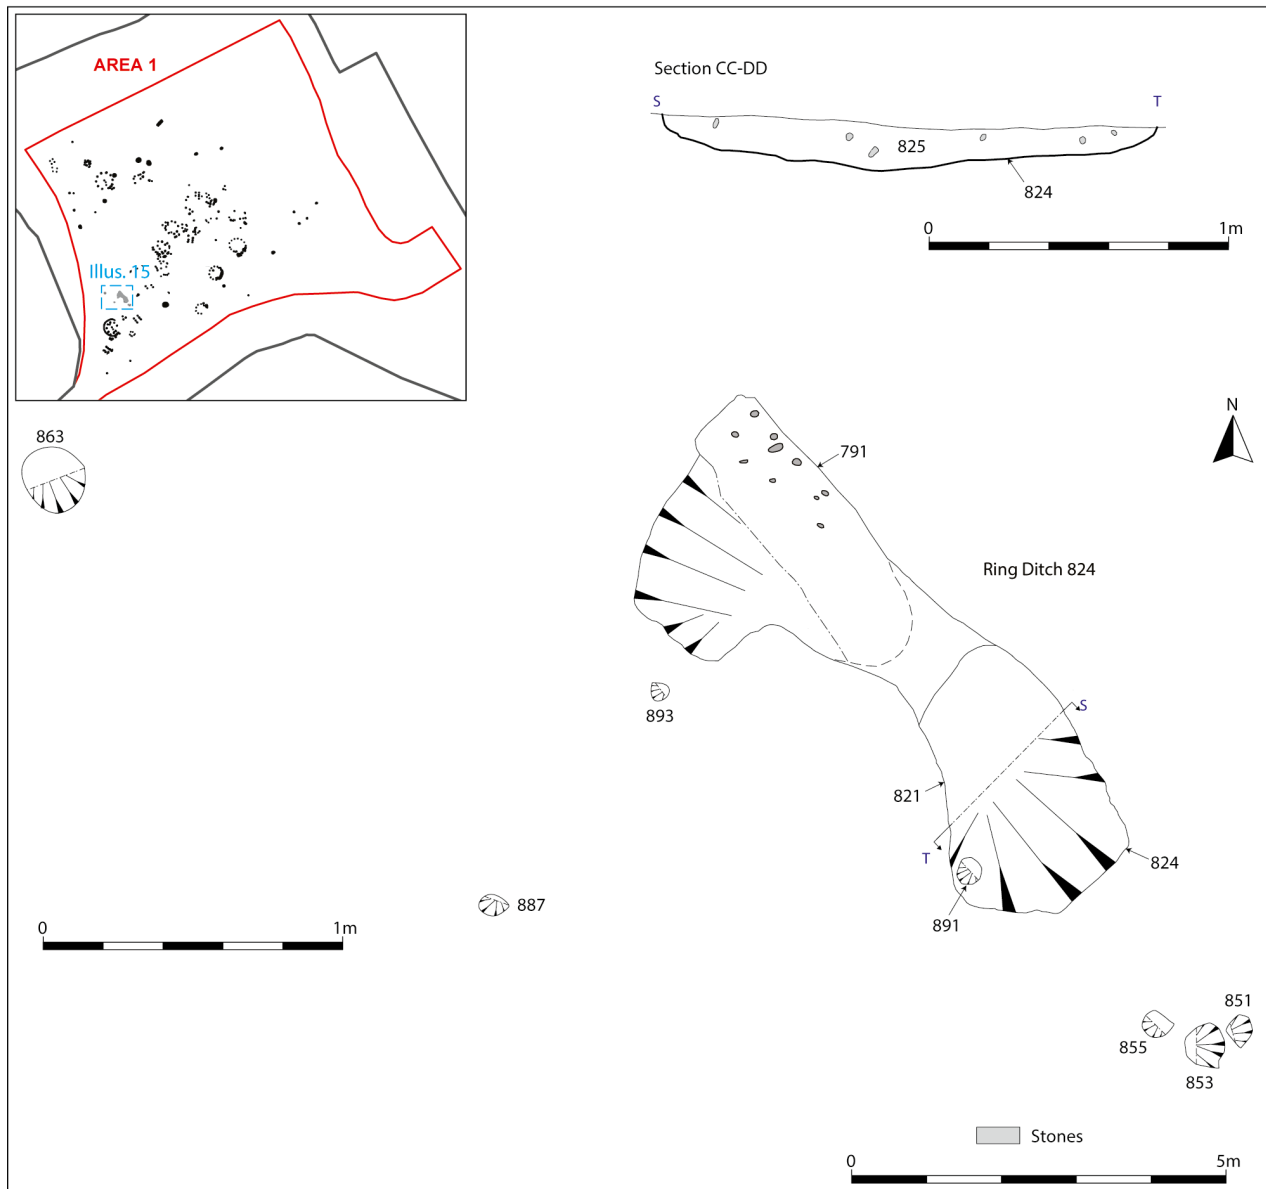 AREA 1
Illus. 15
Section CC-DD
S
T
825
824
0 1m
863
N
791
Ring Ditch 824
893
S
821
T
824
891
887
0 1m
851
855
853
Stones
0 5m